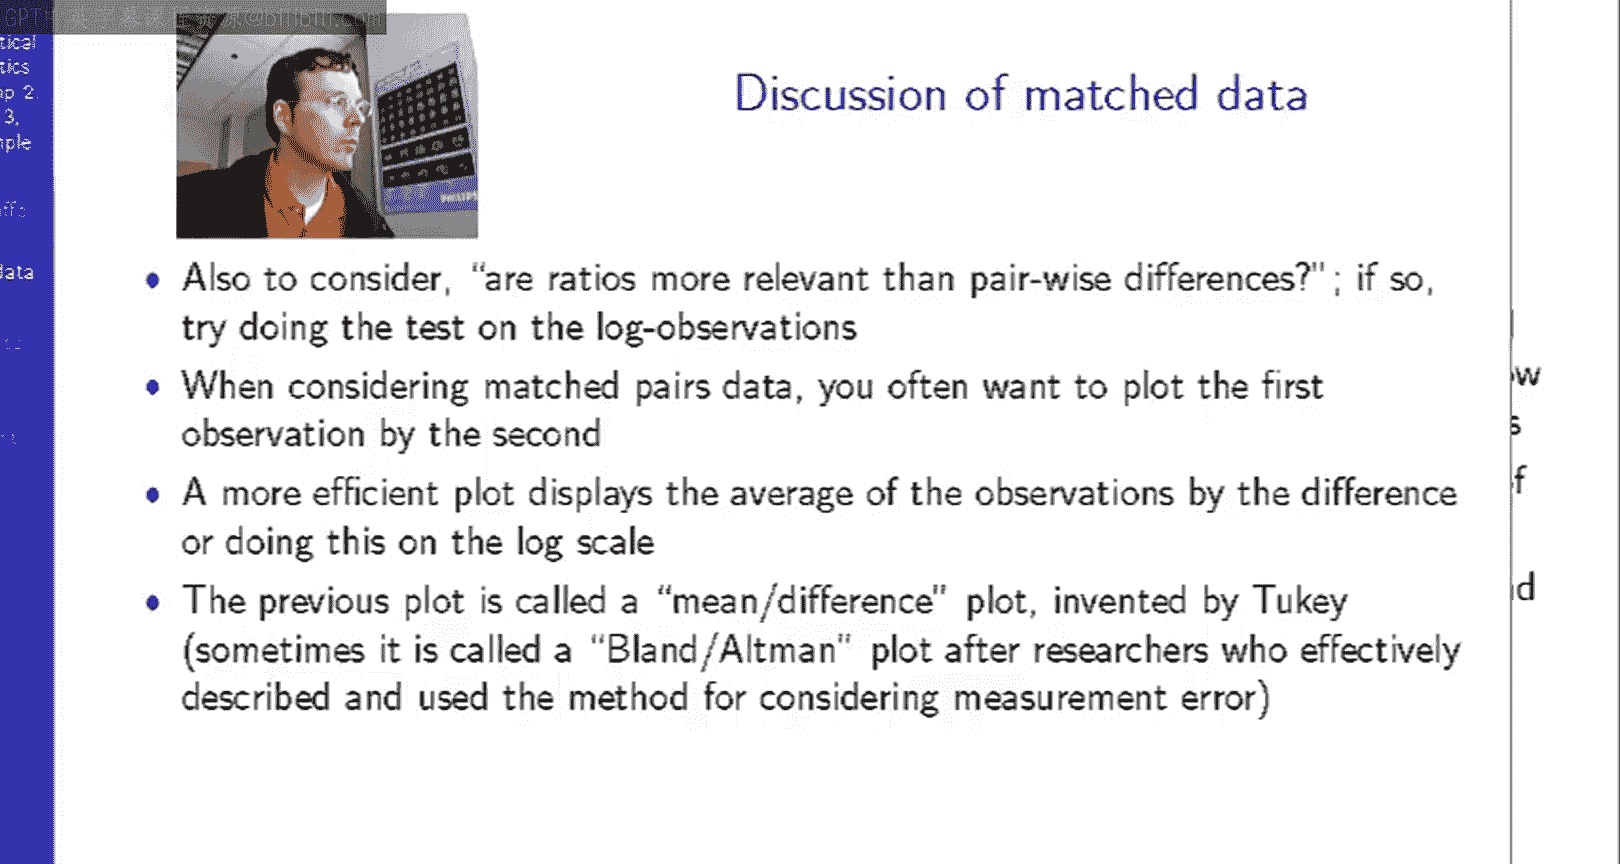 Discussion of matched data
• Also to consider, “are ratios more relevant than pair-wise differences?”; if so,
try doing the test on the log-observations
• When considering matched pairs data, you often want to plot the first
observation by the second
• A more efficient plot displays the average of the observations by the difference
or doing this on the log scale
• The previous plot is called a “mean/difference” plot, invented by Tukey
(sometimes it is called a “Bland/Altman” plot after researchers who effectively
described and used the method for considering measurement error)